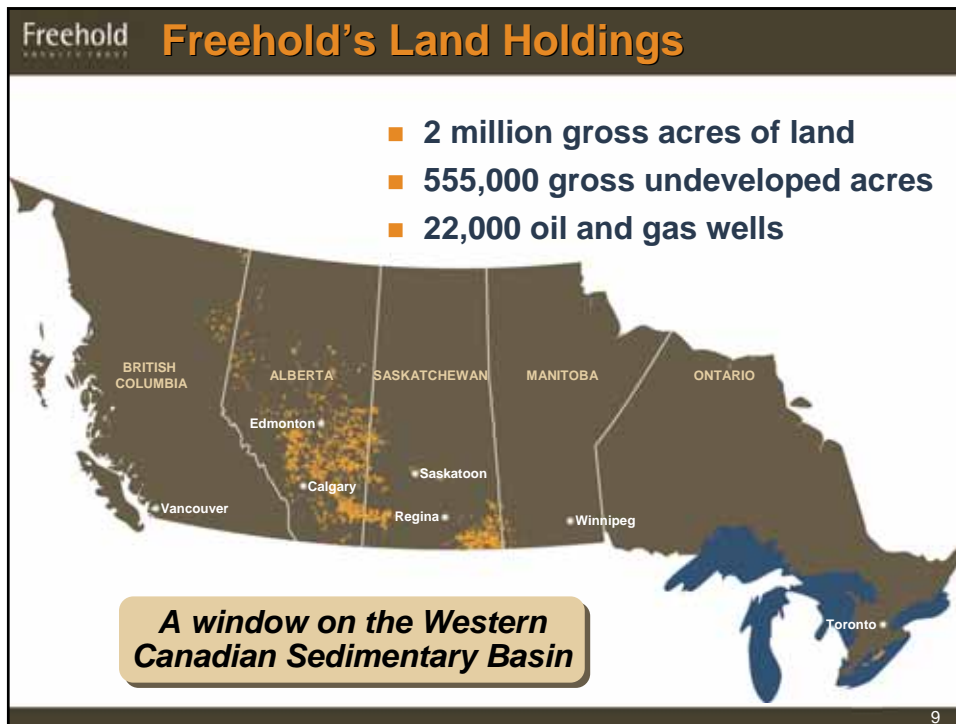 Freehold
ROYALTY TRUST
Freehold's Land Holdings
■ 2 million gross acres of land
■ 555,000 gross undeveloped acres
■ 22,000 oil and gas wells
BRITISH
COLUMBIA
ALBERTA
SASKATCHEWAN
MANITOBA
ONTARIO
Edmonton
Saskatoon
Calgary
Vancouver
Regina
Winnipeg
Toronto
A window on the Western
Canadian Sedimentary Basin
9